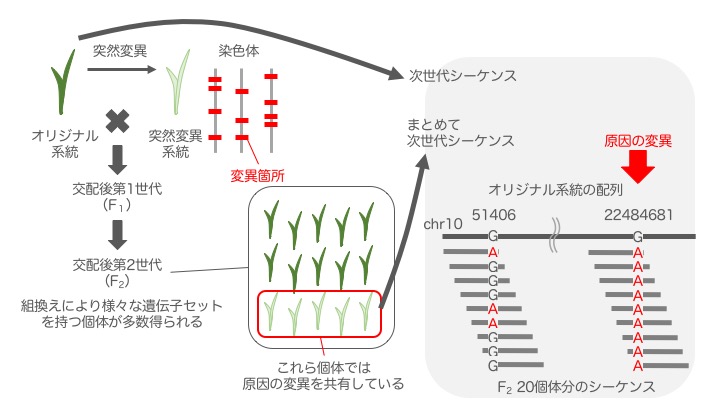 突然変異
染色体
オリジナル
系統
突然変異
系統
変異箇所
交配後第1世代
（F₁）
交配後第2世代
（F₂）
組換えにより様々な遺伝子セット
を持つ個体が多数得られる
これら個体では
原因の変異を共有している
次世代シーケンス
まとめて
次世代シーケンス
原因の変異
オリジナル系統の配列
chr10
51406
22484681
G
G
A
A
G
A
G
A
G
A
A
A
A
A
G
A
G
A
G
A
F₂ 20個体分のシーケンス